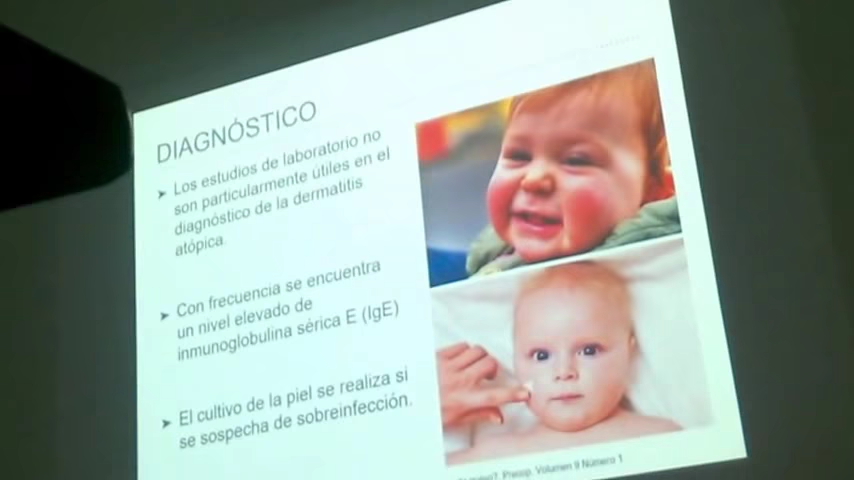 DIAGNÓSTICO
➤ Los estudios de laboratorio no
son particularmente útiles en el
diagnóstico de la dermatitis
atópica.
➤ Con frecuencia se encuentra
un nivel elevado de
inmunoglobulina sérica E (IgE)
➤ El cultivo de la piel se realiza si
se sospecha de sobreinfección.
Volumen 9 Número 1